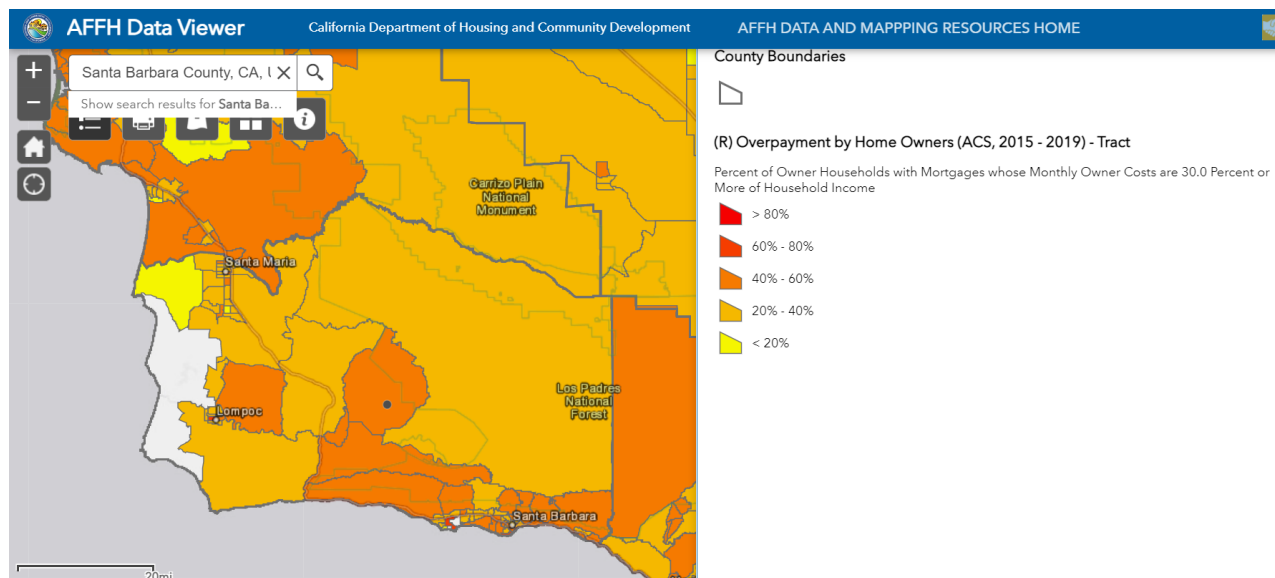 AFFH Data Viewer
California Department of Housing and Community Development
AFFH DATA AND MAPPPING RESOURCES HOME
+
−
Santa Barbara County, CA, U
Show search results for Santa Ba...
Carrizo Plain
National
Monument
Santa Maria
Lompoc
Los Padres
National
Forest
Santa Barbara
20mi
County Boundaries
(R) Overpayment by Home Owners (ACS, 2015 - 2019) - Tract
Percent of Owner Households with Mortgages whose Monthly Owner Costs are 30.0 Percent or
More of Household Income
> 80%
60% - 80%
40% - 60%
20% - 40%
< 20%